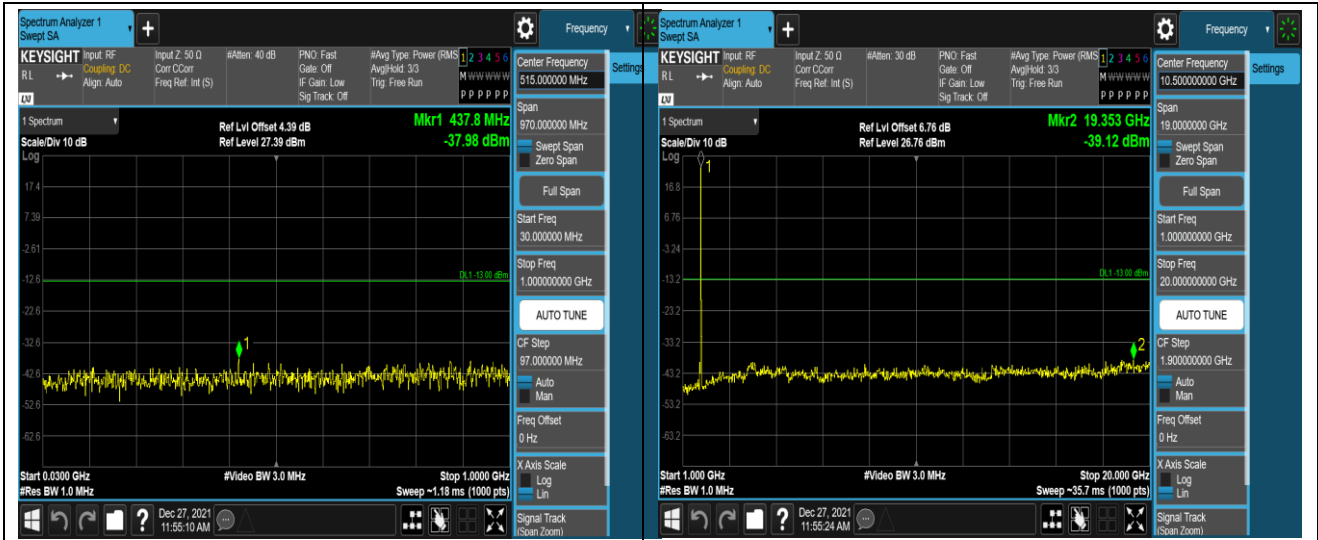 Spectrum Analyzer 1
Swept SA
+
Frequency
KEYSIGHT
RL
LXI
Input: RF
Coupling: DC
Align: Auto
Input Z: 50 Ω
Corr CCorr
Freq Ref: Int (S)
#Atten: 40 dB
PNO: Fast
Gate: Off
IF Gain: Low
Sig Track: Off
#Avg Type: Power (RMS
Avg|Hold: 3/3
Trig: Free Run
1 2 3 4 5 6
M W W W W W
P P P P P P
Center Frequency
515.000000 MHz
Settings
Span
970.000000 MHz
Swept Span
Zero Span
Full Span
Start Freq
30.000000 MHz
Stop Freq
1.000000000 GHz
AUTO TUNE
CF Step
97.000000 MHz
Auto
Man
Freq Offset
0 Hz
X Axis Scale
Log
Lin
Signal Track
(Span Zoom)
1 Spectrum
Scale/Div 10 dB
Log
Ref Lvl Offset 4.39 dB
Ref Level 27.39 dBm
Mkr1 437.8 MHz
-37.98 dBm
17.4
7.39
-2.61
DL1 -13.00 dBm
-12.6
-22.6
-32.6
1
-42.6
-52.6
-62.6
Start 0.0300 GHz
#Video BW 3.0 MHz
Stop 1.0000 GHz
#Res BW 1.0 MHz
Sweep ~1.18 ms (1000 pts)
?
Dec 27, 2021
11:55:10 AM
Spectrum Analyzer 1
Swept SA
+
Frequency
KEYSIGHT
RL
LXI
Input: RF
Coupling: DC
Align: Auto
Input Z: 50 Ω
Corr CCorr
Freq Ref: Int (S)
#Atten: 30 dB
PNO: Fast
Gate: Off
IF Gain: Low
Sig Track: Off
#Avg Type: Power (RMS
Avg|Hold: 3/3
Trig: Free Run
1 2 3 4 5 6
M W W W W W
P P P P P P
Center Frequency
10.500000000 GHz
Settings
Span
19.0000000 GHz
Swept Span
Zero Span
Full Span
Start Freq
1.000000000 GHz
Stop Freq
20.000000000 GHz
AUTO TUNE
CF Step
1.900000000 GHz
Auto
Man
Freq Offset
0 Hz
X Axis Scale
Log
Lin
Signal Track
(Span Zoom)
1 Spectrum
Scale/Div 10 dB
Log
Ref Lvl Offset 6.76 dB
Ref Level 26.76 dBm
Mkr2 19.353 GHz
-39.12 dBm
1
16.8
6.76
-3.24
DL1 -13.00 dBm
-13.2
-23.2
-33.2
2
-43.2
-53.2
-63.2
Start 1.000 GHz
#Video BW 3.0 MHz
Stop 20.000 GHz
#Res BW 1.0 MHz
Sweep ~35.7 ms (1000 pts)
?
Dec 27, 2021
11:55:24 AM